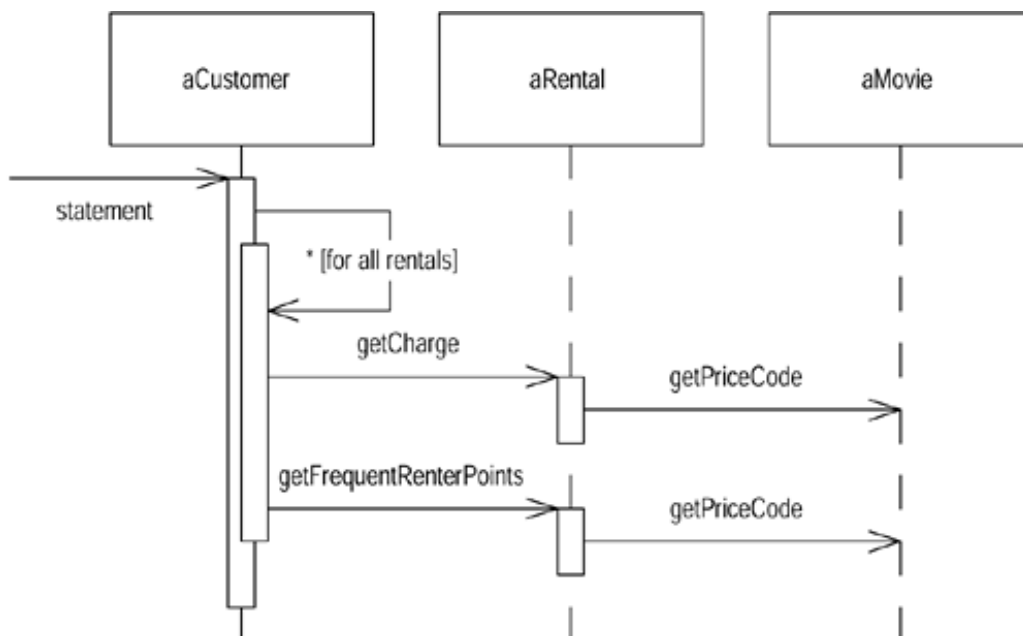 aCustomer
aRental
aMovie
statement
* [for all rentals]
getCharge
getPriceCode
getFrequentRenterPoints
getPriceCode